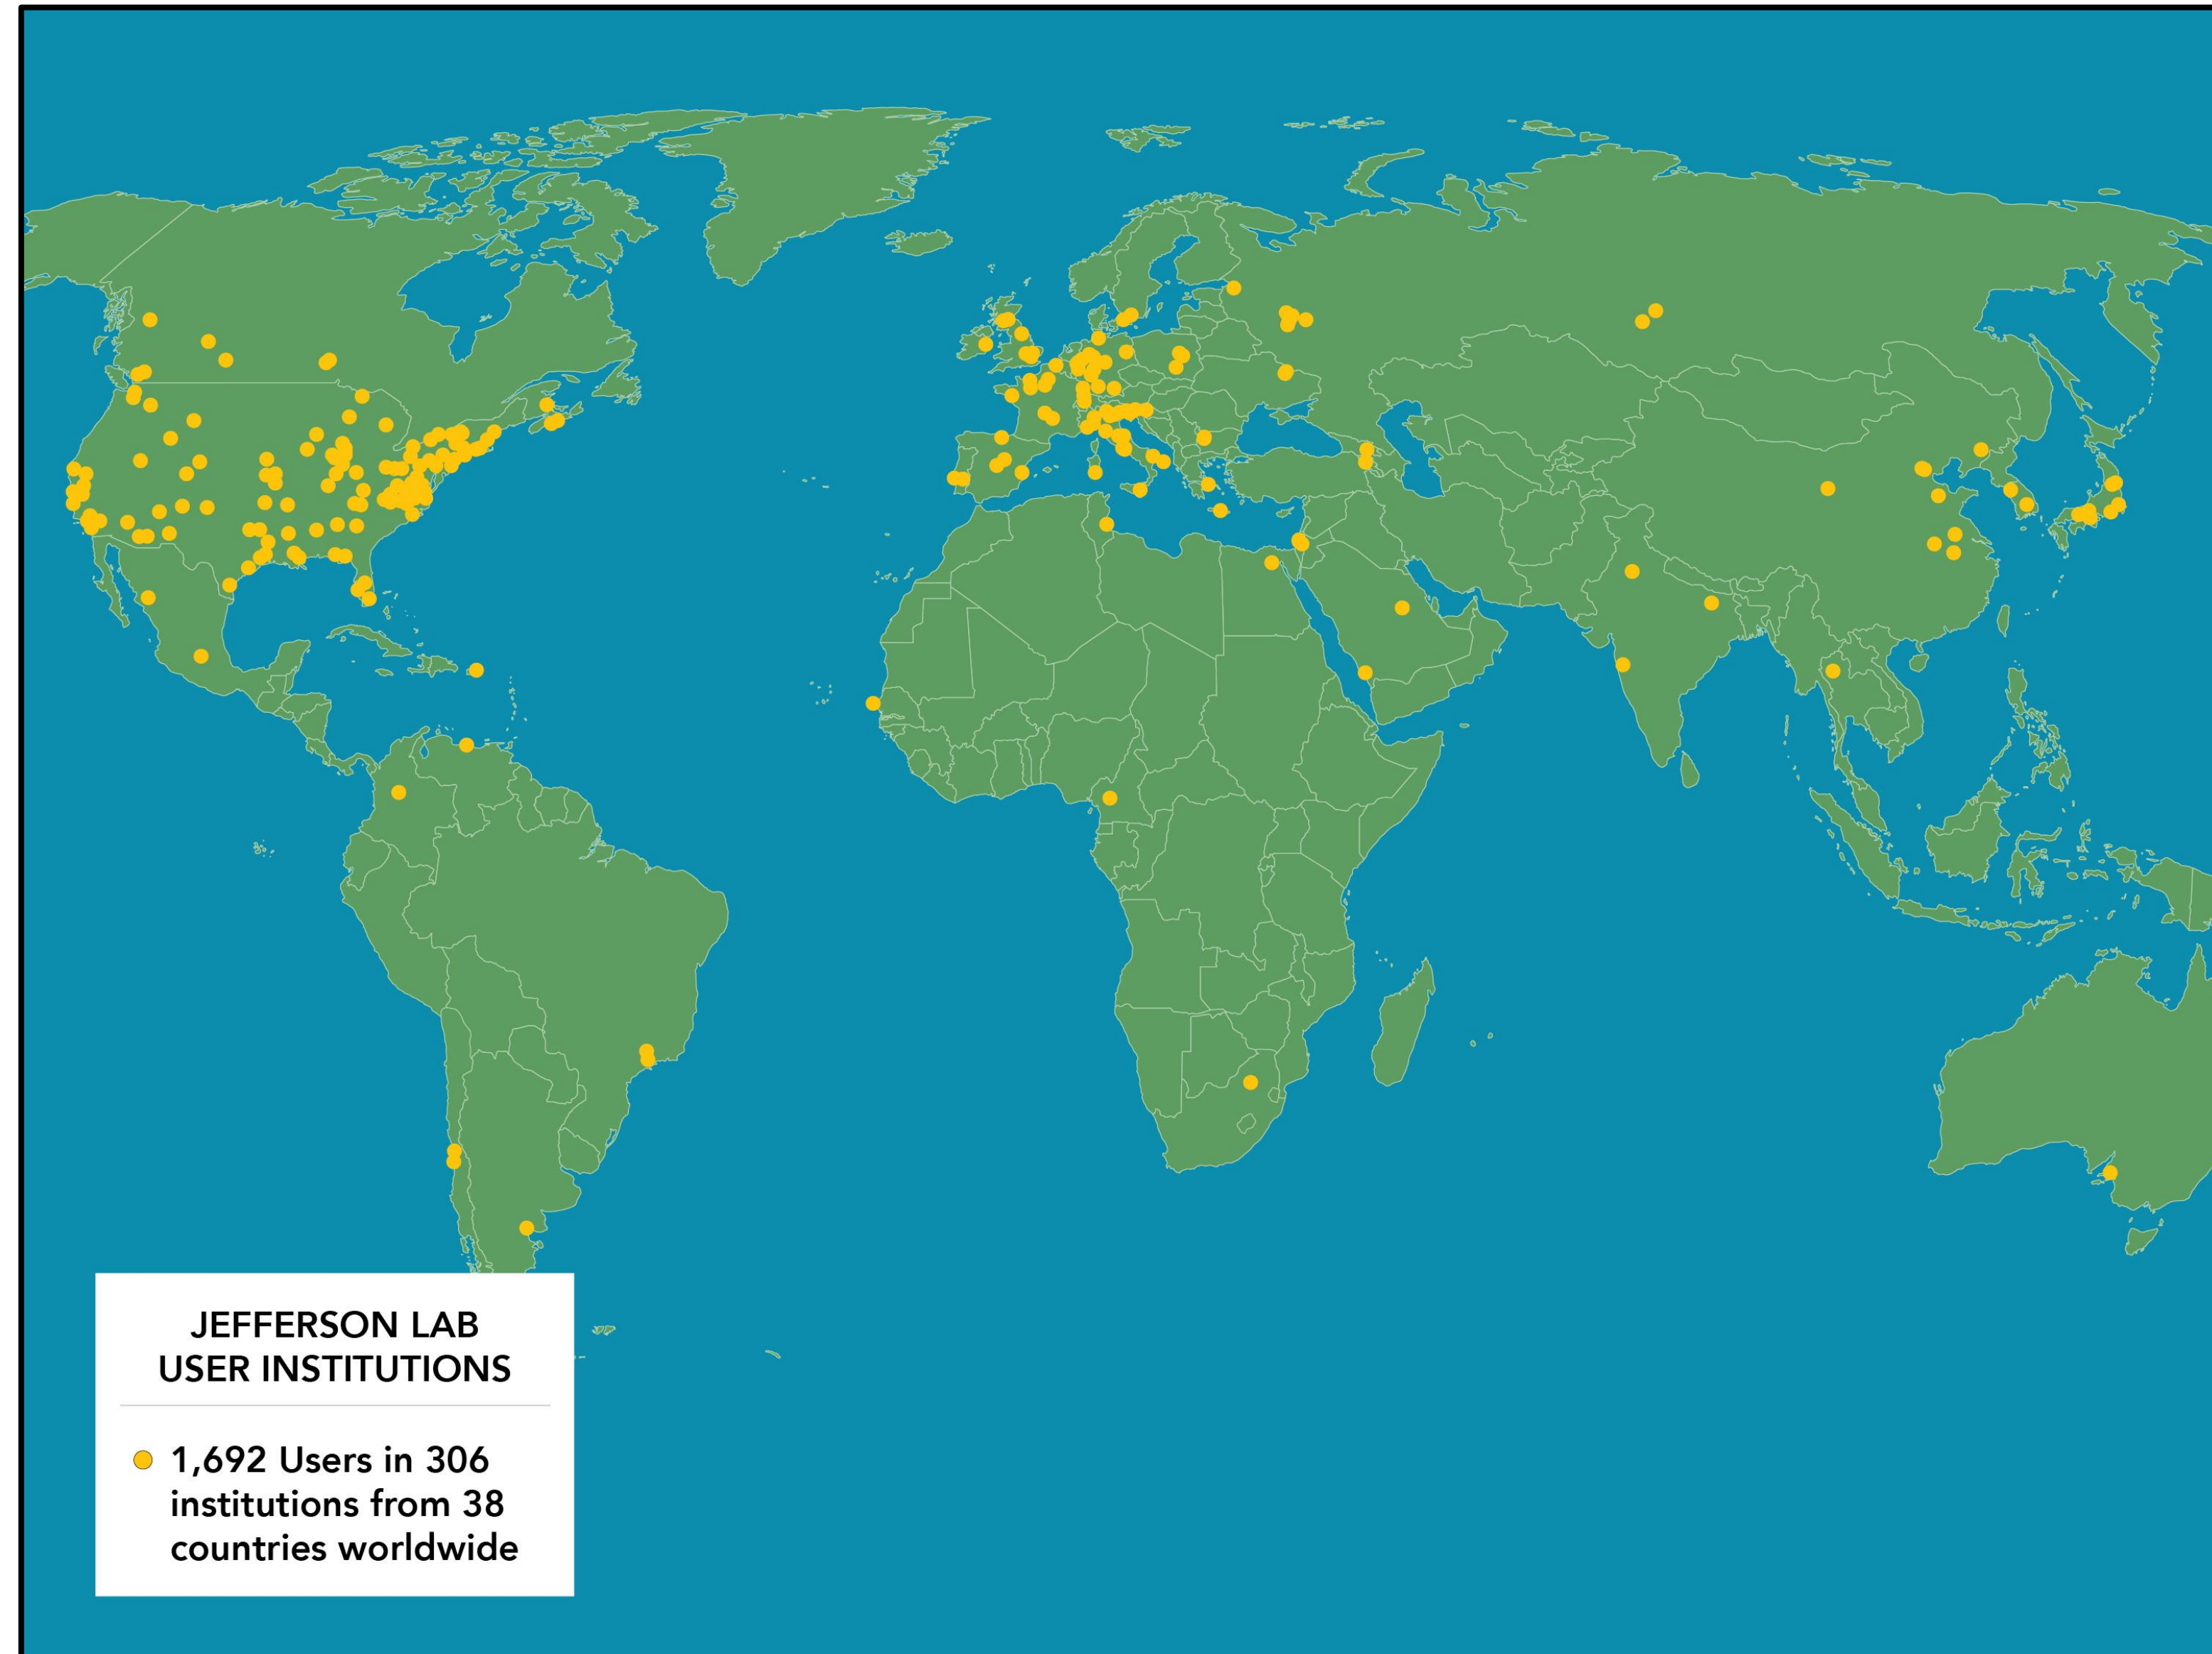 JEFFERSON LAB
USER INSTITUTIONS
1,692 Users in 306
institutions from 38
countries worldwide